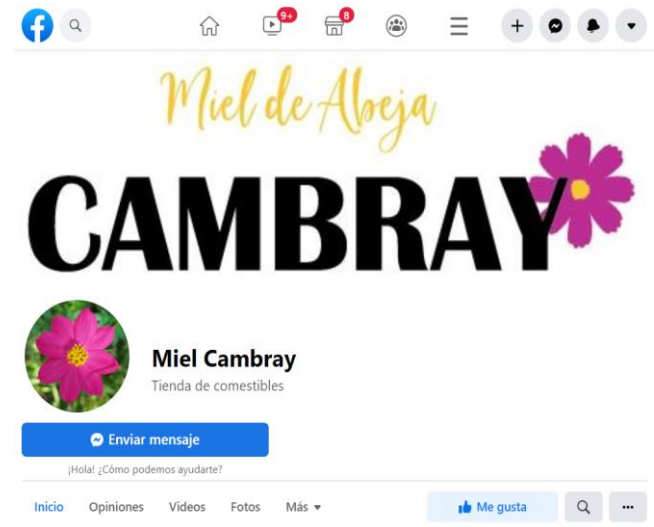 9+
8
Miel de Abeja
CAMBRAY
Miel Cambray
Tienda de comestibles
Enviar mensaje
¡Hola! ¿Cómo podemos ayudarte?
Inicio Opiniones Videos Fotos Más Me gusta